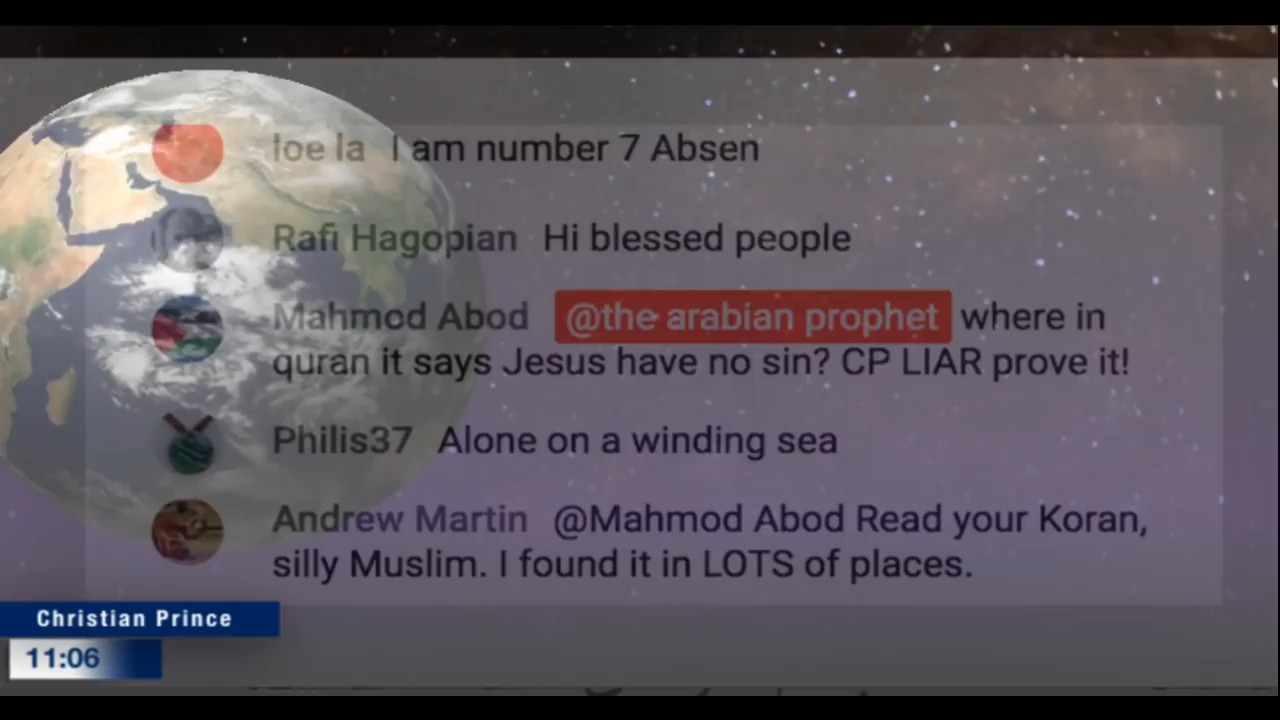 loe la I am number 7 Absen
Rafi Hagopian Hi blessed people
Mahmod Abod @the arabian prophet where in
quran it says Jesus have no sin? CP LIAR prove it!
Philis37 Alone on a winding sea
Andrew Martin @Mahmod Abod Read your Koran,
silly Muslim. I found it in LOTS of places.
Christian Prince
11:06